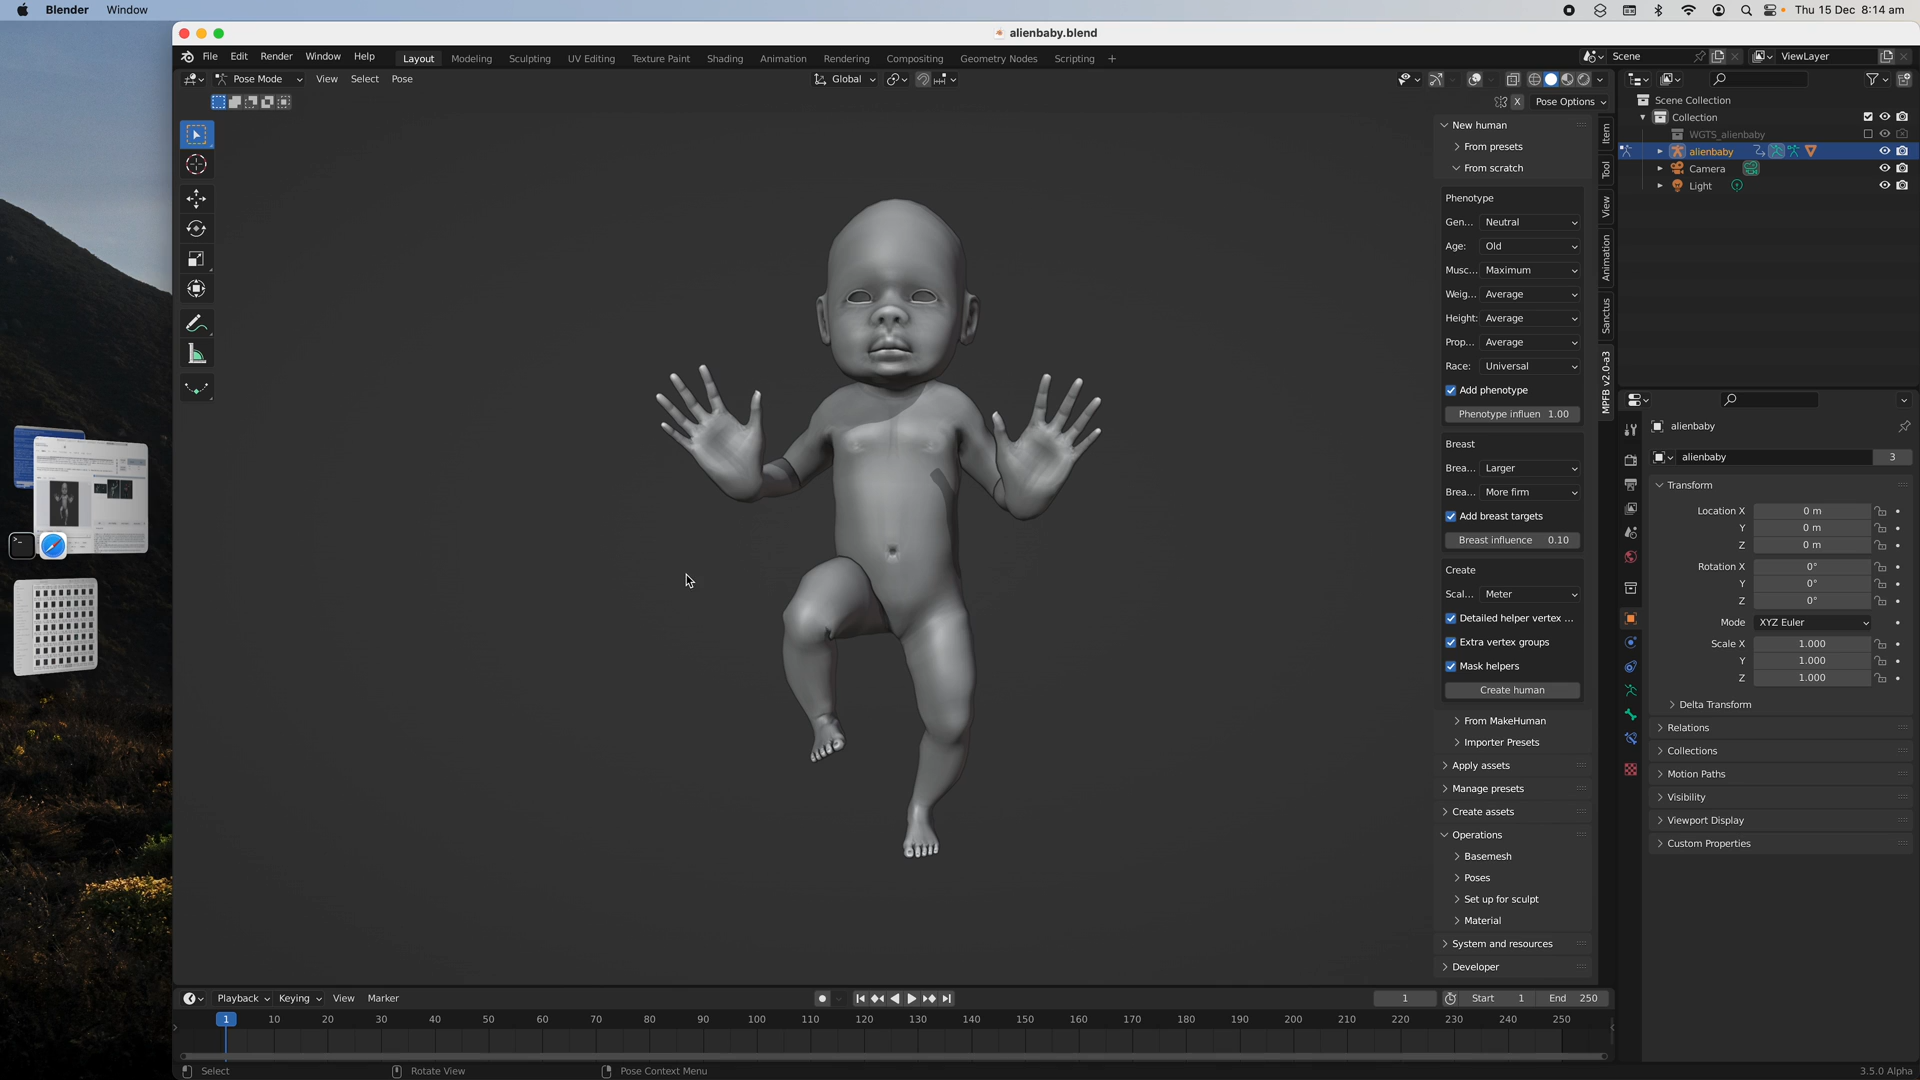 Blender Window Thu 15 Dec 8:14 am
alienbaby.blend
File Edit Render Window Help Layout Modeling Sculpting UV Editing Texture Paint Shading Animation Rendering Compositing Geometry Nodes Scripting + Scene ViewLayer
Pose Mode View Select Pose Global
X Pose Options
New human
From presets
From scratch
Phenotype
Gen... Neutral
Age: Old
Musc... Maximum
Weig... Average
Height: Average
Prop... Average
Race: Universal
Add phenotype
Phenotype influen 1.00
Breast
Brea... Larger
Brea... More firm
Add breast targets
Breast influence 0.10
Create
Scal... Meter
Detailed helper vertex ...
Extra vertex groups
Mask helpers
Create human
From MakeHuman
Importer Presets
Apply assets
Manage presets
Create assets
Operations
Basemesh
Poses
Set up for sculpt
Material
System and resources
Developer
Item
Tool
View
Animation
Sanctus
MPFB v2.0-a3
Scene Collection
Collection
WGTS_alienbaby
alienbaby
Camera
Light
alienbaby
alienbaby 3
Transform
Location X 0 m
Y 0 m
Z 0 m
Rotation X 0°
Y 0°
Z 0°
Mode XYZ Euler
Scale X 1.000
Y 1.000
Z 1.000
Delta Transform
Relations
Collections
Motion Paths
Visibility
Viewport Display
Custom Properties
Playback Keying View Marker 1 Start 1 End 250
1 10 20 30 40 50 60 70 80 90 100 110 120 130 140 150 160 170 180 190 200 210 220 230 240 250
Select Rotate View Pose Context Menu 3.5.0 Alpha